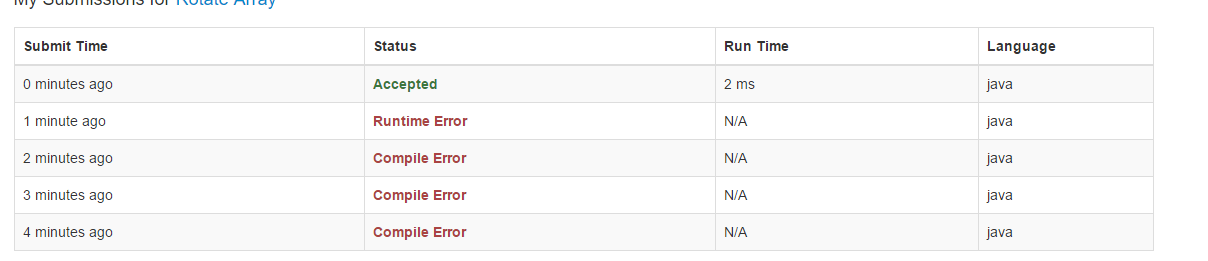 My Submissions for Rotate Array
Submit Time Status Run Time Language
0 minutes ago Accepted 2 ms java
1 minute ago Runtime Error N/A java
2 minutes ago Compile Error N/A java
3 minutes ago Compile Error N/A java
4 minutes ago Compile Error N/A java